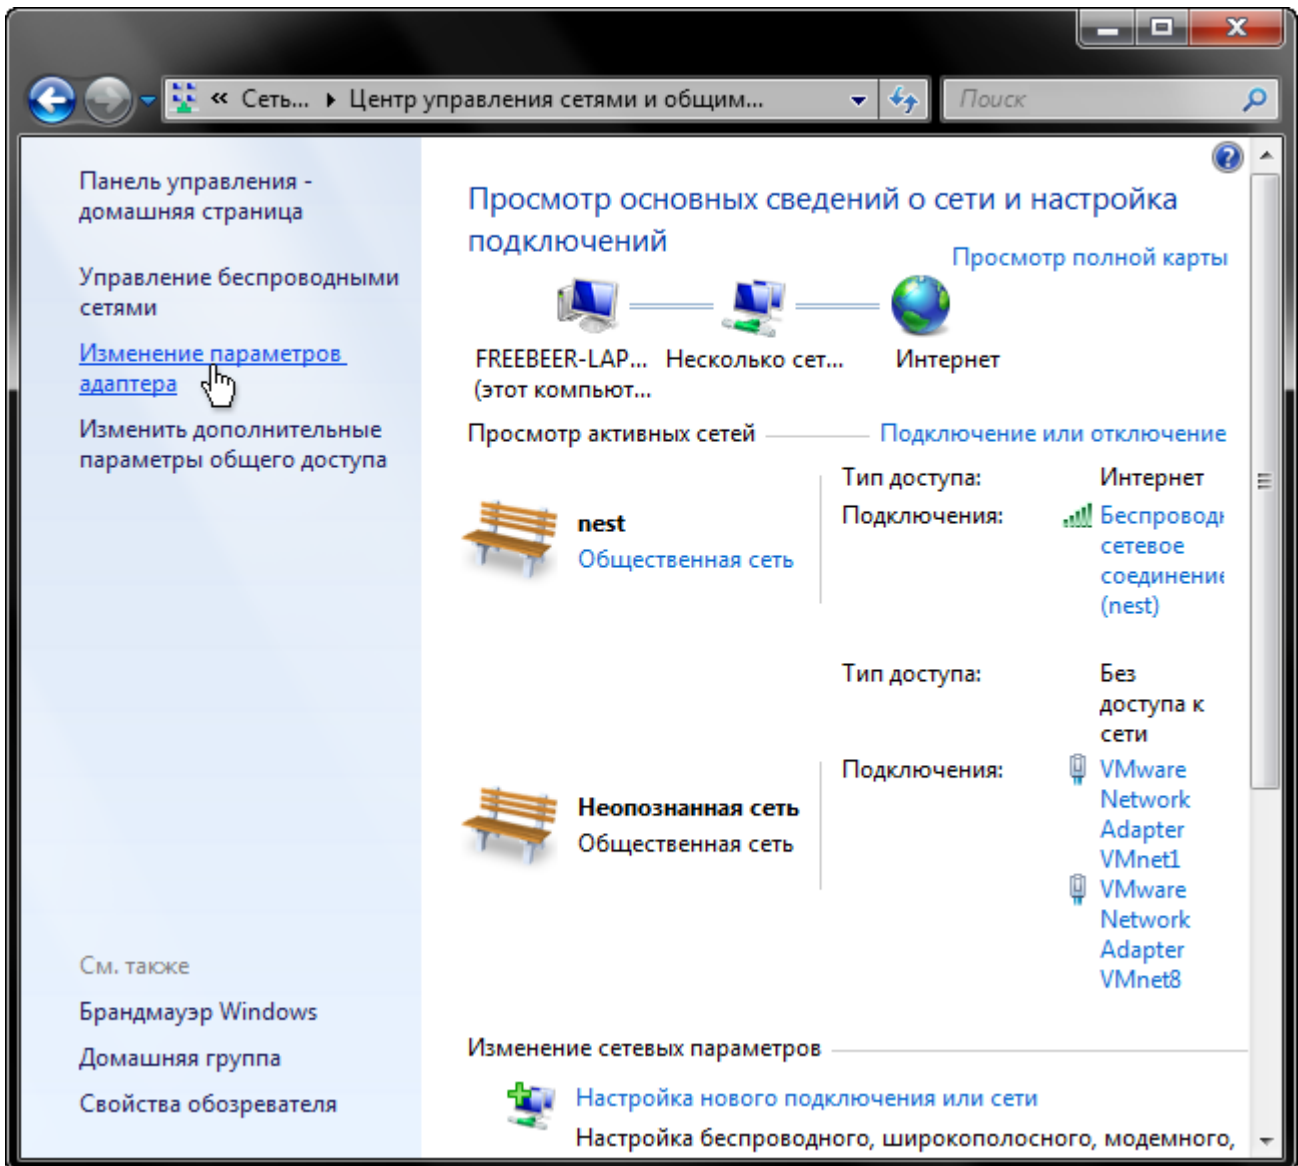 « Сеть... ▸ Центр управления сетями и общим...
Поиск
Панель управления -
домашняя страница
Управление беспроводными
сетями
Изменение параметров
адаптера
Изменить дополнительные
параметры общего доступа
См. также
Брандмауэр Windows
Домашняя группа
Свойства обозревателя
Просмотр основных сведений о сети и настройка
подключений
Просмотр полной карты
FREEBEER-LAP... Несколько сет... Интернет
(этот компьют...
Просмотр активных сетей Подключение или отключение
nest
Общественная сеть
Тип доступа: Интернет
Подключения:
сетевое
(nest)
Неопознанная сеть
Общественная сеть
Тип доступа: Без
доступа к
сети
Подключения: VMware
Network
Adapter
VMnet1
VMware
Network
Adapter
VMnet8
Изменение сетевых параметров
Настройка нового подключения или сети
Настройка беспроводного, широкополосного, модемного,